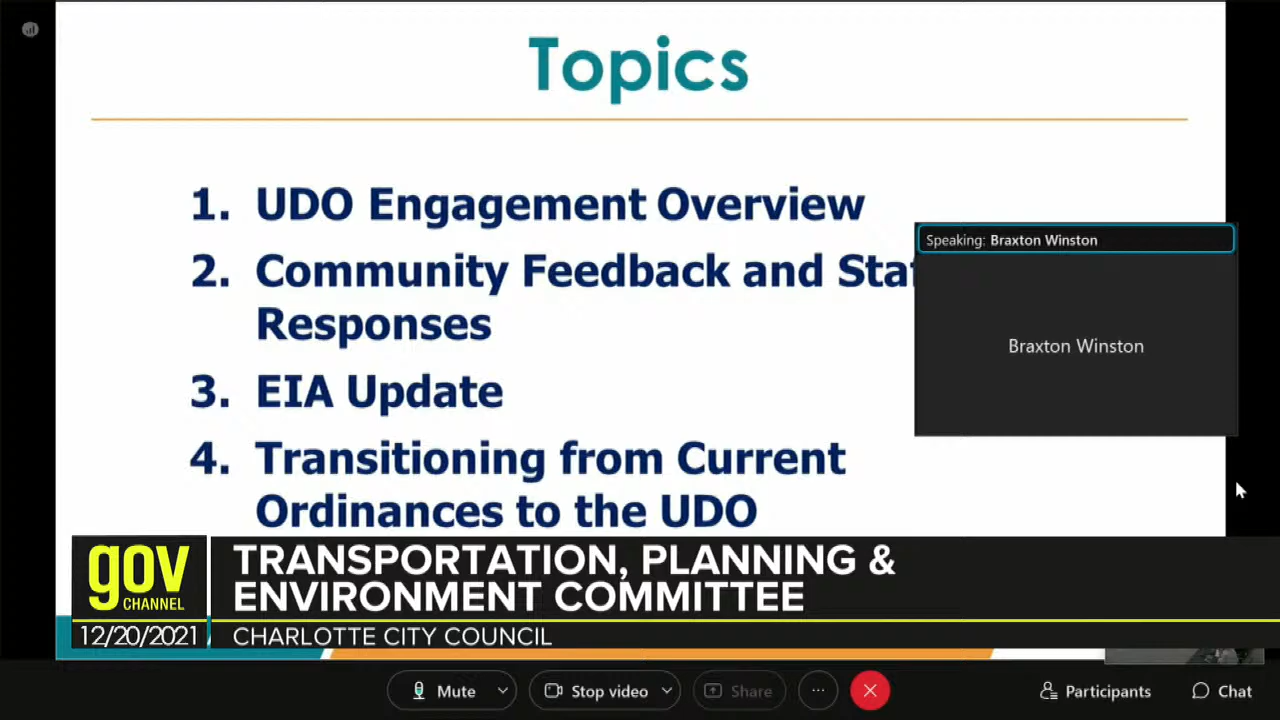 Topics
1. UDO Engagement Overview
2. Community Feedback and
Responses
3. EIA Update
4. Transitioning from Current
Ordinances to the UDO
Speaking: Braxton Winston
Braxton Winston
gov
CHANNEL
12/20/2021
TRANSPORTATION, PLANNING &
ENVIRONMENT COMMITTEE
CHARLOTTE CITY COUNCIL
Mute
Stop video
Share
Participants
Chat